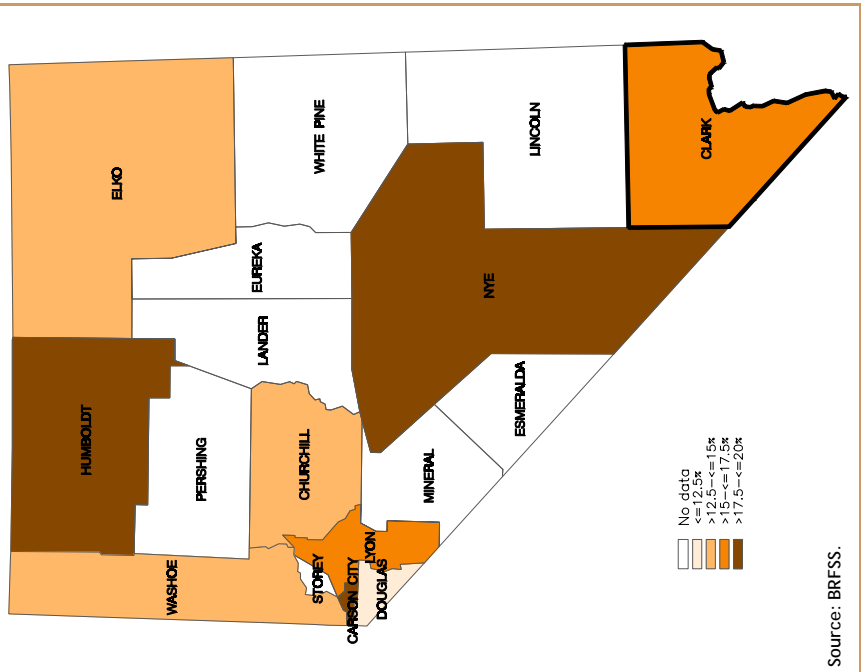 ELKO
WHITE PINE
LINCOLN
CLARK
EUREKA
NYE
LANDER
HUMBOLDT
PERSHING
CHURCHILL
ESMERALDA
MINERAL
WASHOE
STOREY
LYON
CARSON CITY
DOUGLAS
No data
<=12.5%
>12.5-<=15%
>15-<=17.5%
>17.5-<=20%
Source: BRFSS.